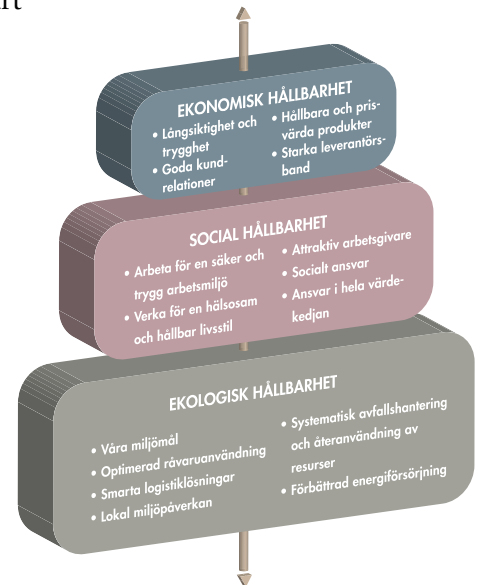 EKONOMISK HÅLLBARHET
• Långsiktighet och
trygghet
• Goda kund-
relationer
• Hållbara och pris-
värda produkter
• Starka leverantörs-
band
SOCIAL HÅLLBARHET
• Arbeta för en säker och
trygg arbetsmiljö
• Verka för en hälsosam
och hållbar livsstil
• Attraktiv arbetsgivare
• Socialt ansvar
• Ansvar i hela värde-
kedjan
EKOLOGISK HÅLLBARHET
• Våra miljömål
• Optimerad råvaruanvändning
• Smarta logistiklösningar
• Lokal miljöpåverkan
• Systematisk avfallshantering
och återanvändning av
resurser
• Förbättrad energiförsörjning